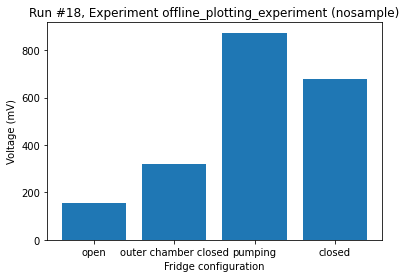 Run #18, Experiment offline_plotting_experiment (nosample)
800
600
400
200
0
Voltage (mV)
open outer chamber closed pumping closed
Fridge configuration